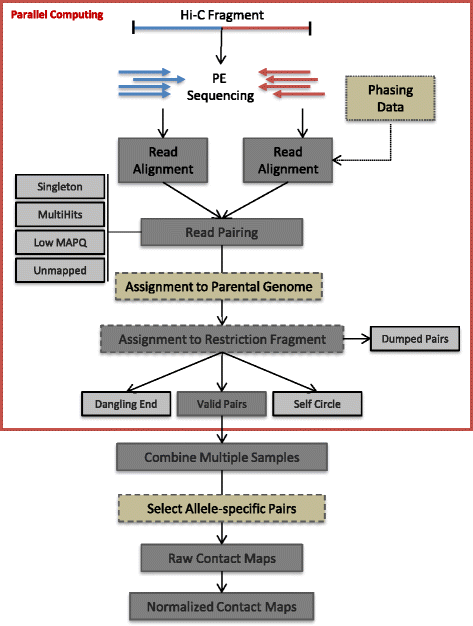 Parallel Computing
Hi-C Fragment
PE
Sequencing
Phasing
Data
Read
Alignment
Read
Alignment
Singleton
MultiHits
Low MAPQ
Unmapped
Read Pairing
Assignment to Parental Genome
Assignment to Restriction Fragment
Dumped Pairs
Dangling End
Valid Pairs
Self Circle
Combine Multiple Samples
Select Allele-specific Pairs
Raw Contact Maps
Normalized Contact Maps